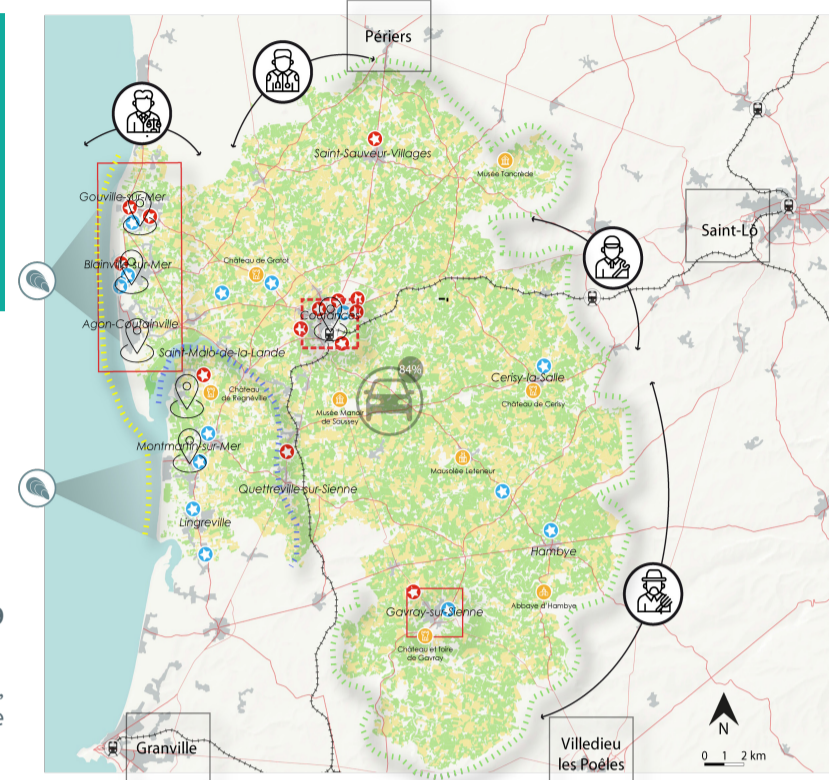 Périers
Saint-Sauveur-Villages
Musée Tancrède
Gouville-sur-Mer
Saint-Lô
Blainville-sur-Mer
Château de Gratot
Coutances
Agon-Coutainville
Saint-Malo-de-la-Lande
84%
Cerisy-la-Salle
Château
de Regnéville
Château de Cerisy
Musée Manoir
de Saussey
Montmartin-sur-Mer
Mausolée Leteneur
Quettreville-sur-Sienne
Lingreville
Hambye
Abbaye d'Hambye
Gavray-sur-Sienne
Château et foire
de Gavray
N
Granville
Villedieu
les Poêles
0 1 2 km